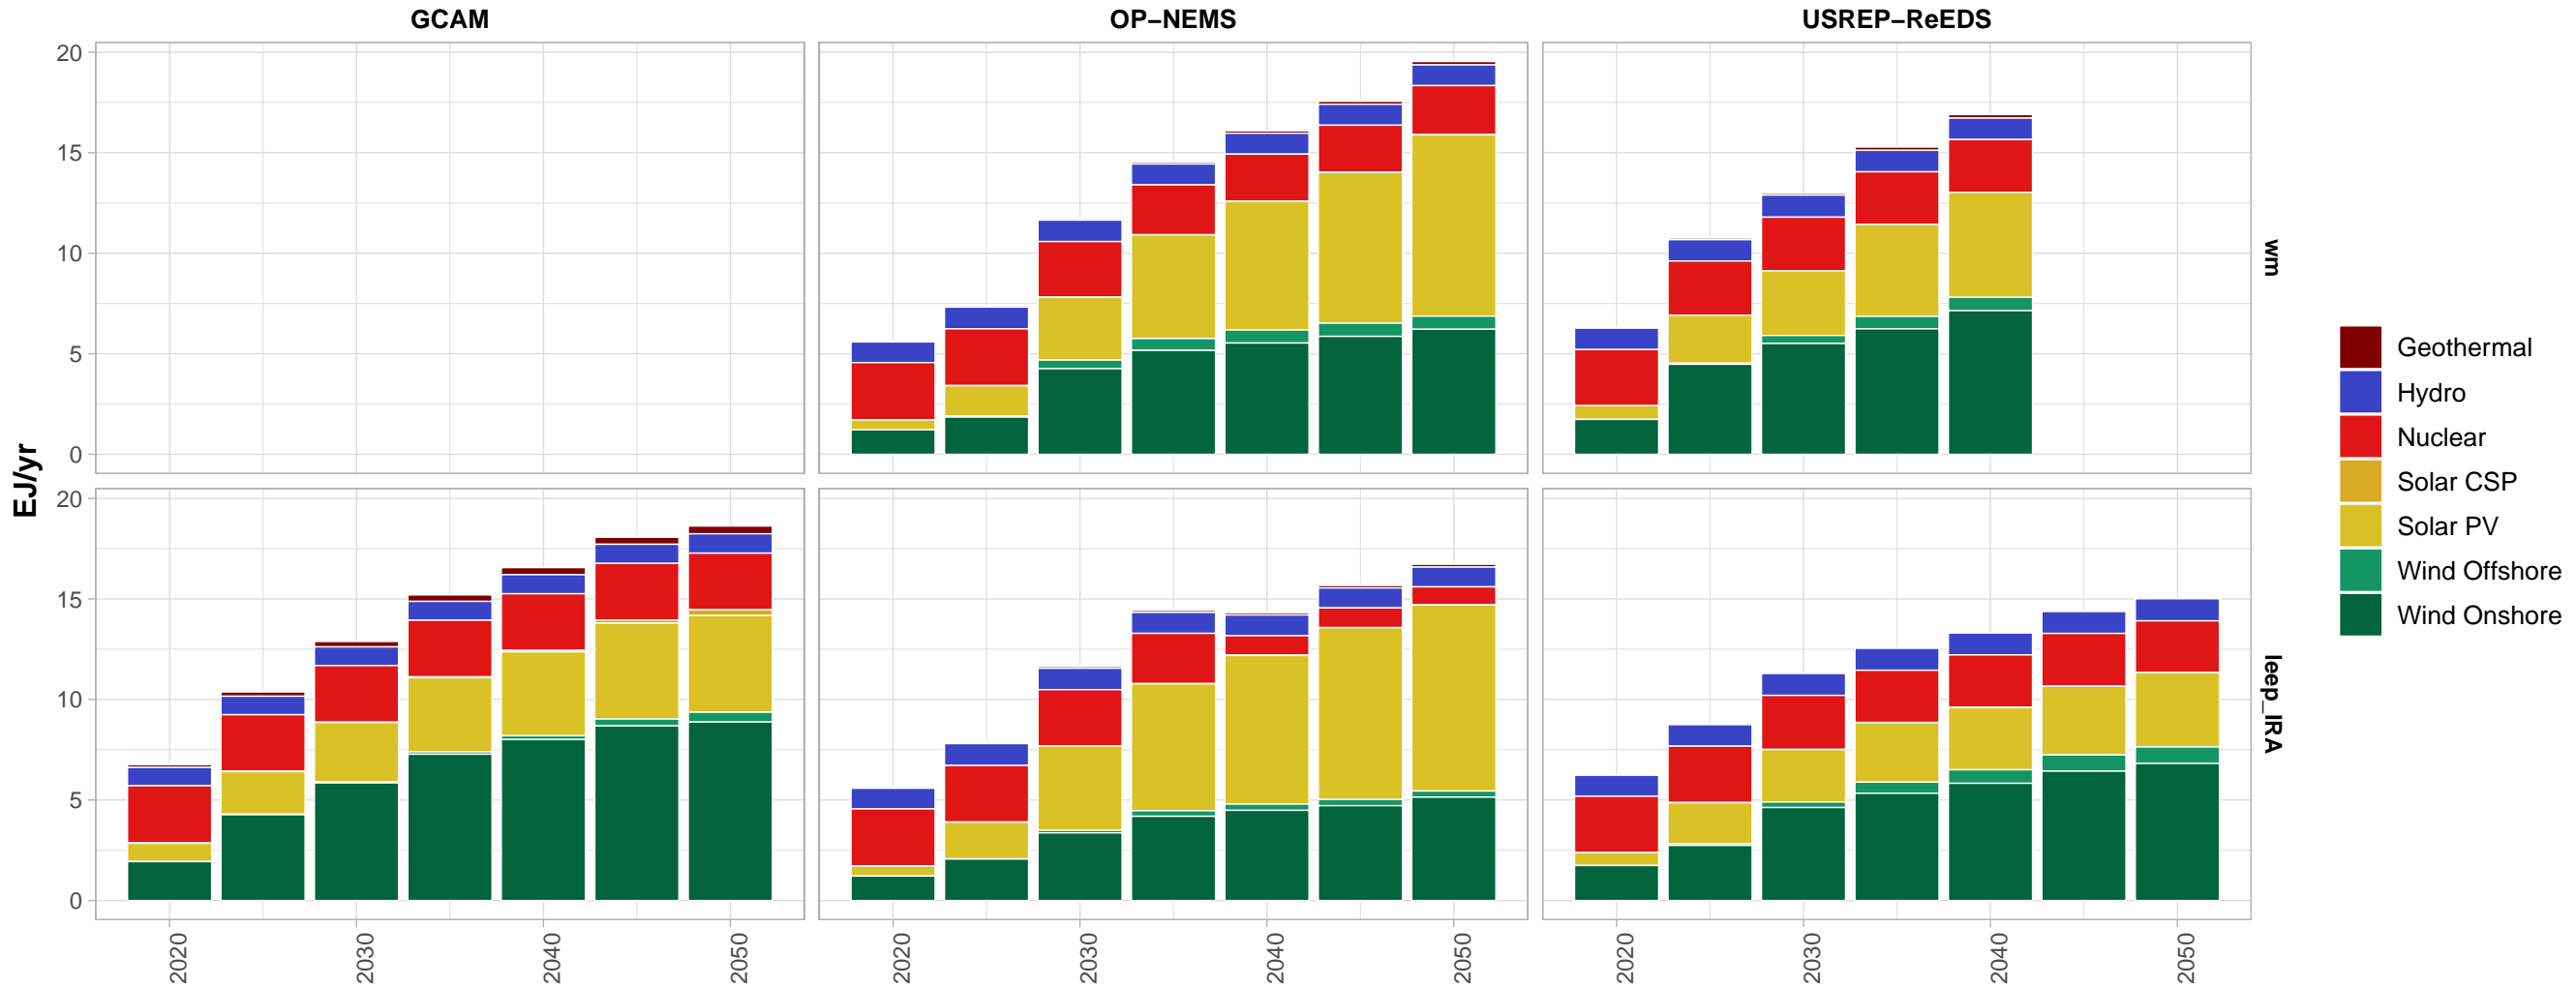 GCAM
OP−NEMS
USREP−ReEDS
EJ/yr
20
15
10
5
0
wm
20
15
10
5
0
leep_IRA
2020
2030
2040
2050
2020
2030
2040
2050
2020
2030
2040
2050
Geothermal
Hydro
Nuclear
Solar CSP
Solar PV
Wind Offshore
Wind Onshore